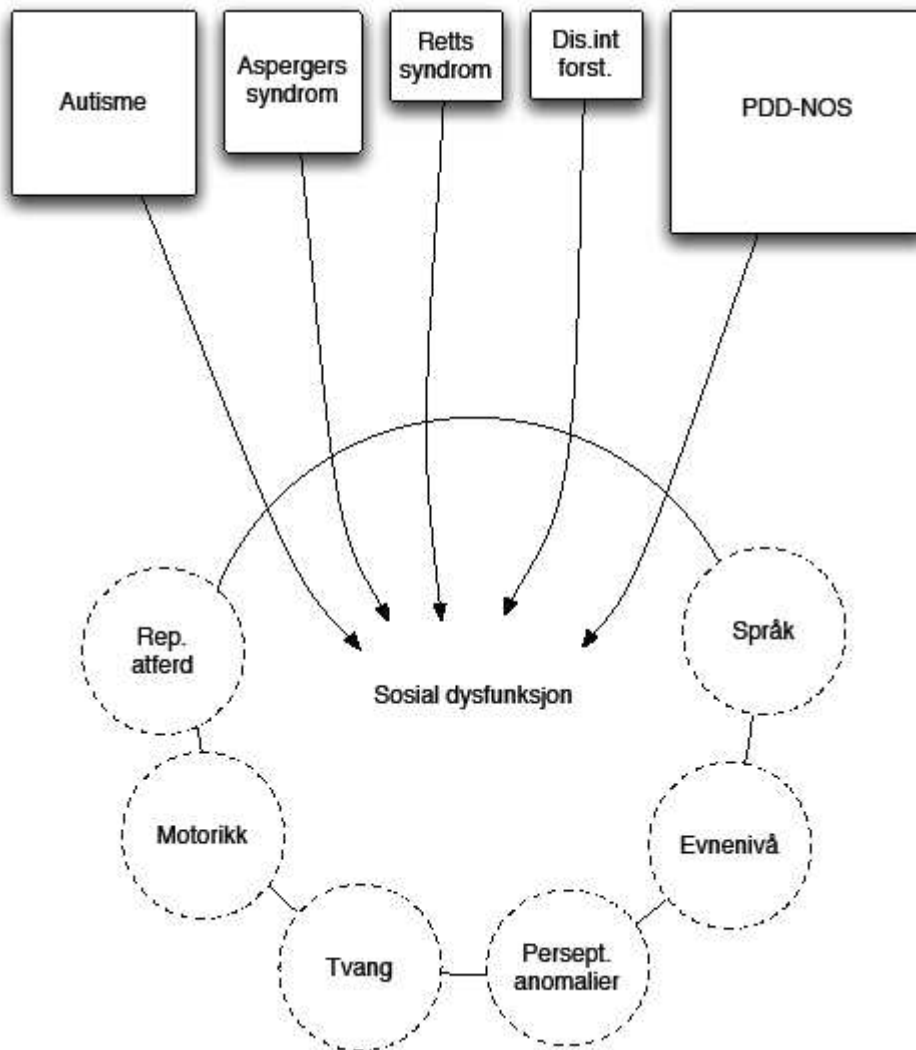 Autisme
Aspergers
syndrom
Retts
syndrom
Dis.int
forst.
PDD-NOS
Rep.
atferd
Språk
Sosial dysfunksjon
Motorikk
Evnenivå
Tvang
Persept.
anomalier